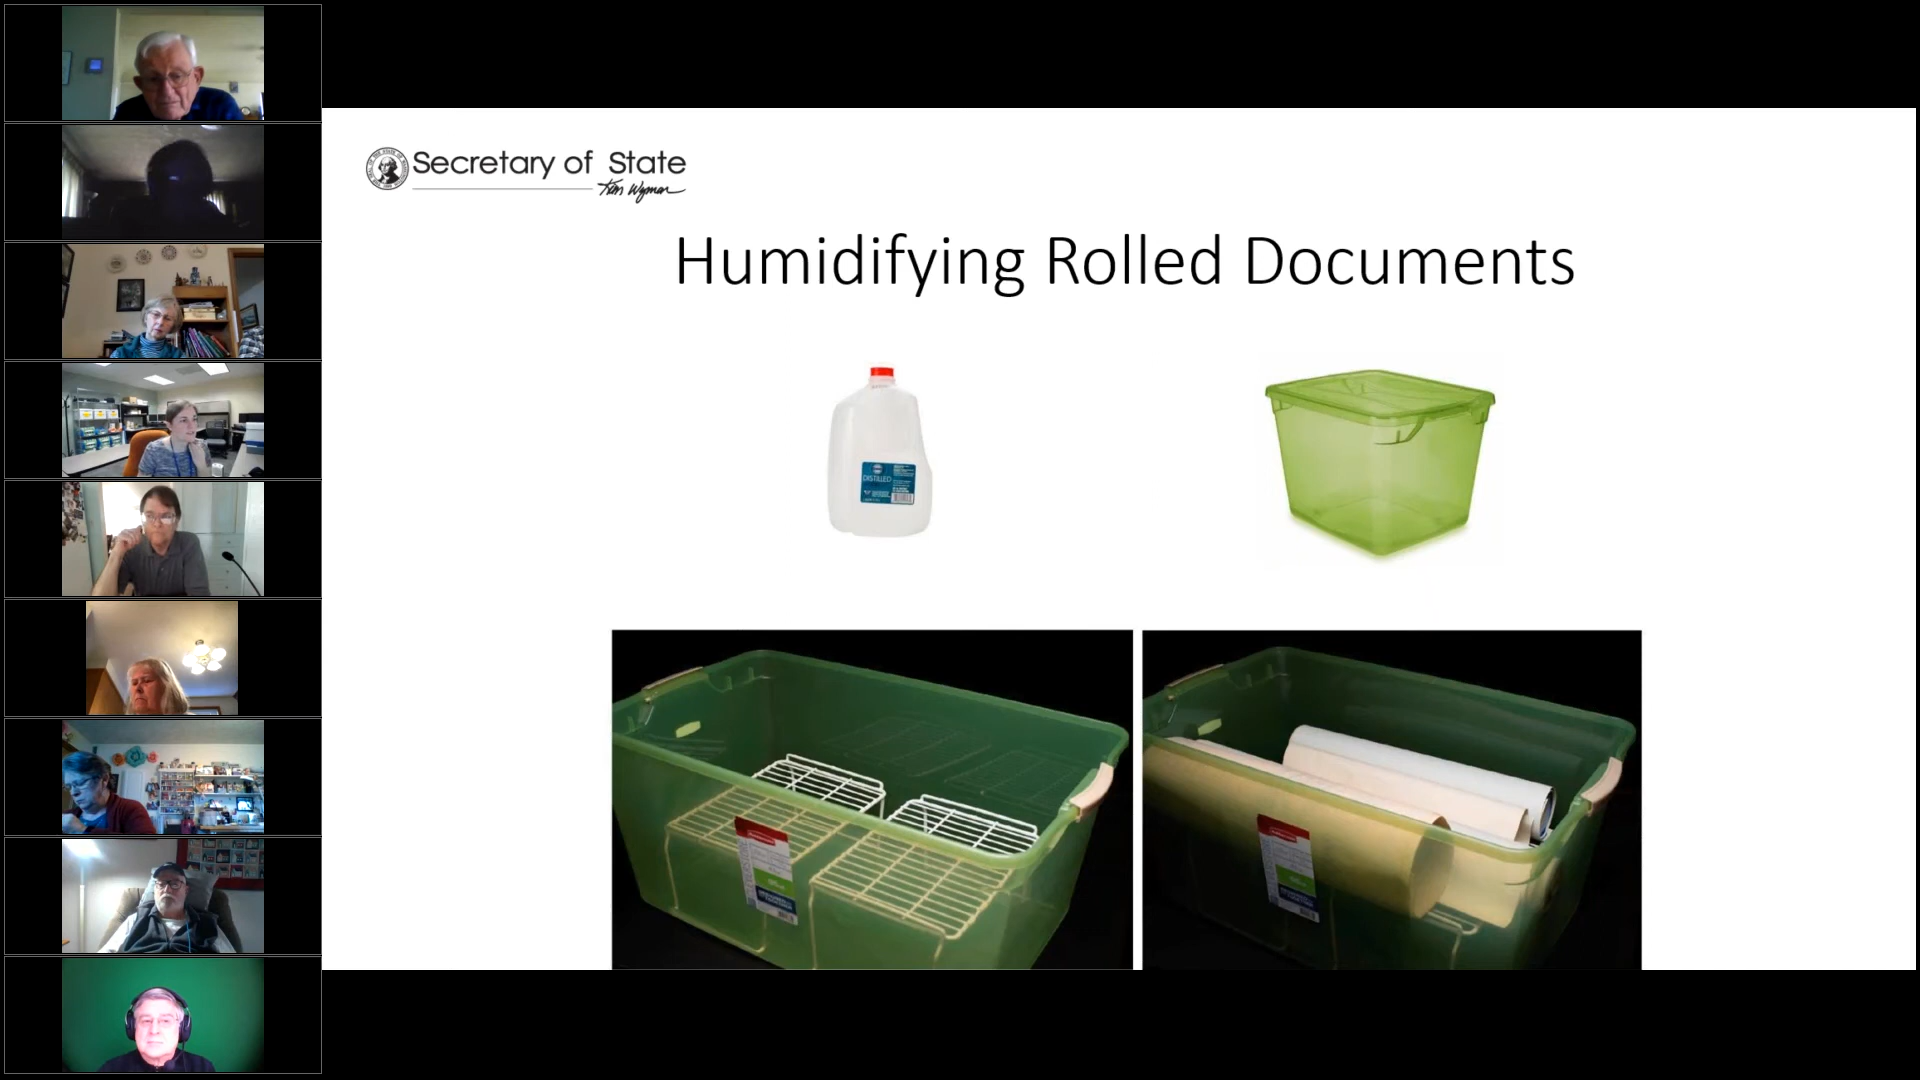 Secretary of State
Kim Wyman
Humidifying Rolled Documents
DISTILLED